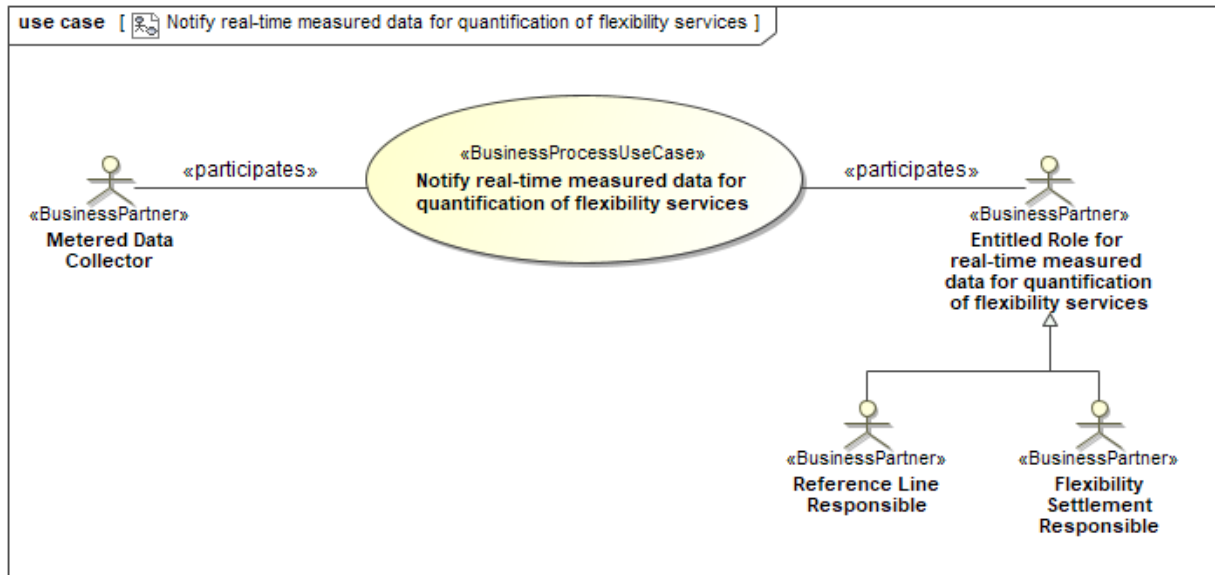 use case [ Notify real-time measured data for quantification of flexibility services ]
«BusinessProcessUseCase»
Notify real-time measured data for
quantification of flexibility services
«participates»
«participates»
«BusinessPartner»
Metered Data
Collector
«BusinessPartner»
Entitled Role for
real-time measured
data for quantification
of flexibility services
«BusinessPartner»
Reference Line
Responsible
«BusinessPartner»
Flexibility
Settlement
Responsible